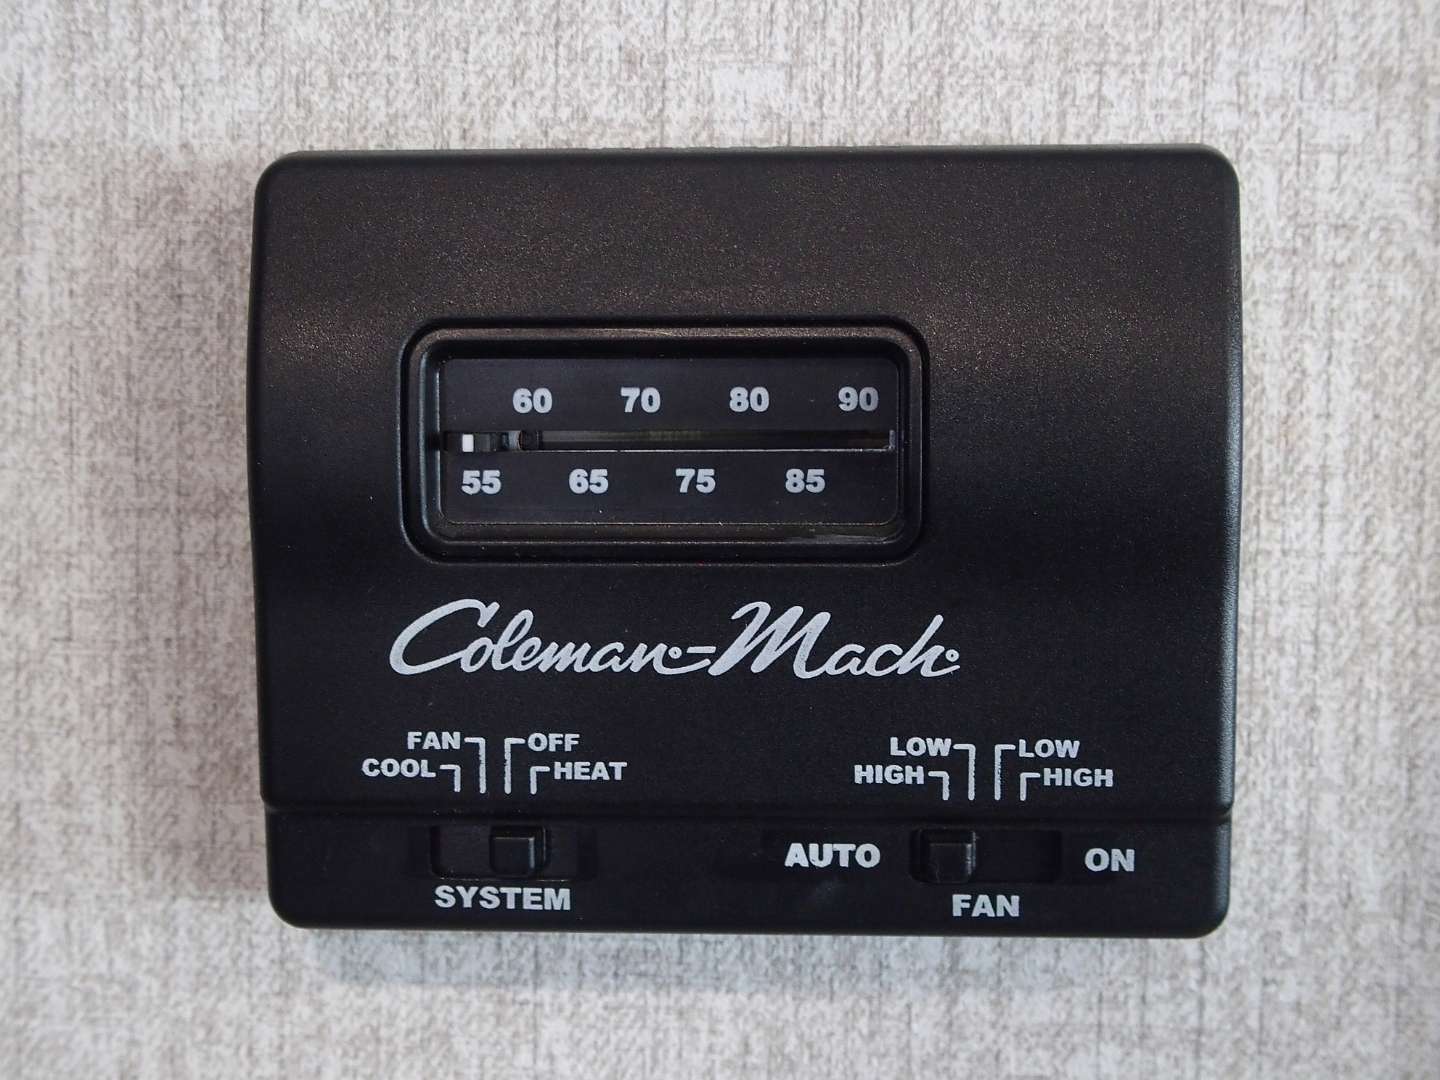 60 70 80 90
55 65 75 85
Coleman-Mach
FAN OFF
COOL HEAT
LOW LOW
HIGH HIGH
AUTO ON
SYSTEM
FAN